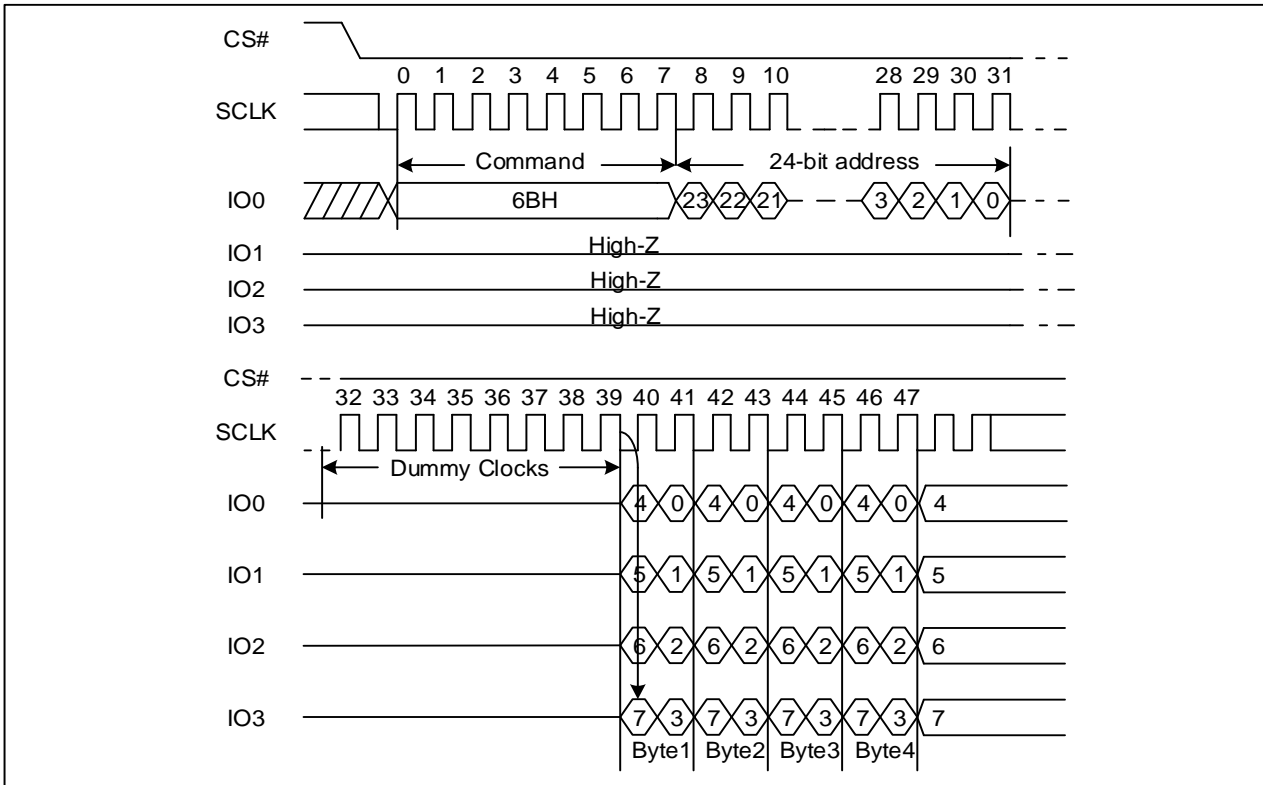 CS#
0 1 2 3 4 5 6 7 8 9 10 28 29 30 31
SCLK
Command 24-bit address
IO0 6BH 23 22 21 3 2 1 0
IO1 High-Z
IO2 High-Z
IO3 High-Z
CS#
32 33 34 35 36 37 38 39 40 41 42 43 44 45 46 47
SCLK
Dummy Clocks
IO0 4 0 4 0 4 0 4 0 4
IO1 5 1 5 1 5 1 5 1 5
IO2 6 2 6 2 6 2 6 2 6
IO3 7 3 7 3 7 3 7 3 7
Byte1 Byte2 Byte3 Byte4